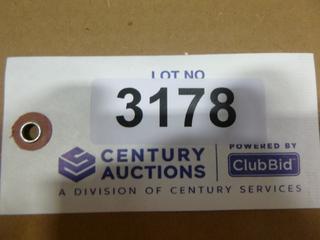 LOT NO
3178
CENTURY AUCTIONS
POWERED BY
ClubBid
A DIVISION OF CENTURY SERVICES